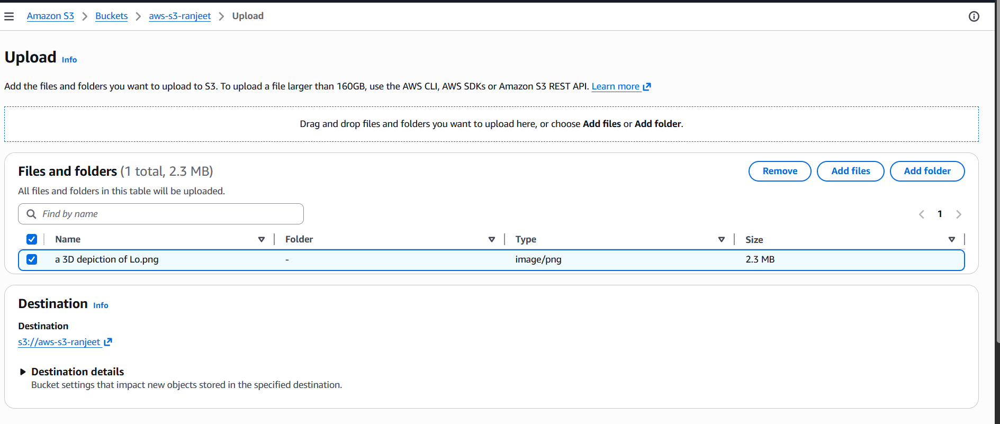 Amazon S3 > Buckets > aws-s3-ranjeet > Upload
Upload Info
Add the files and folders you want to upload to S3. To upload a file larger than 160GB, use the AWS CLI, AWS SDKs or Amazon S3 REST API. Learn more
Drag and drop files and folders you want to upload here, or choose Add files or Add folder.
Files and folders (1 total, 2.3 MB)
Remove Add files Add folder
All files and folders in this table will be uploaded.
Find by name
1
Name Folder Type Size
a 3D depiction of Lo.png - image/png 2.3 MB
Destination Info
Destination
s3://aws-s3-ranjeet
Destination details
Bucket settings that impact new objects stored in the specified destination.